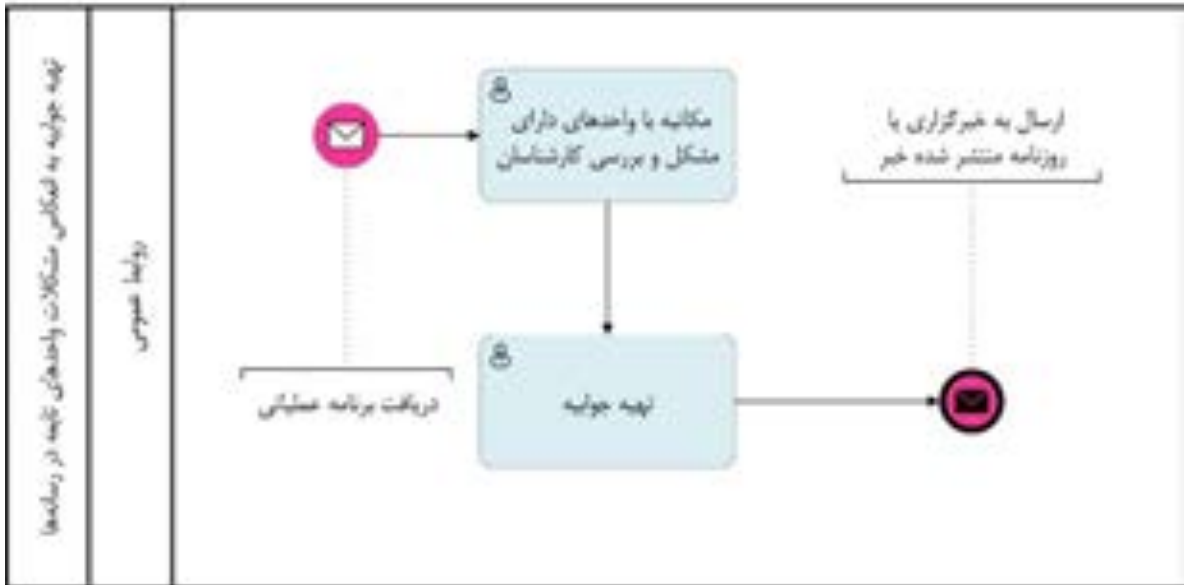 تهیه جوابیه به انعکاس مشکلات واحدهای تابعه در رسانه‌ها
روابط عمومی
مکاتبه با واحدهای دارای
مشکل و بررسی کارشناسان
ارسال به خبرگزاری یا
روزنامه منتشر شده خبر
دریافت برنامه عملیاتی
تهیه جوابیه